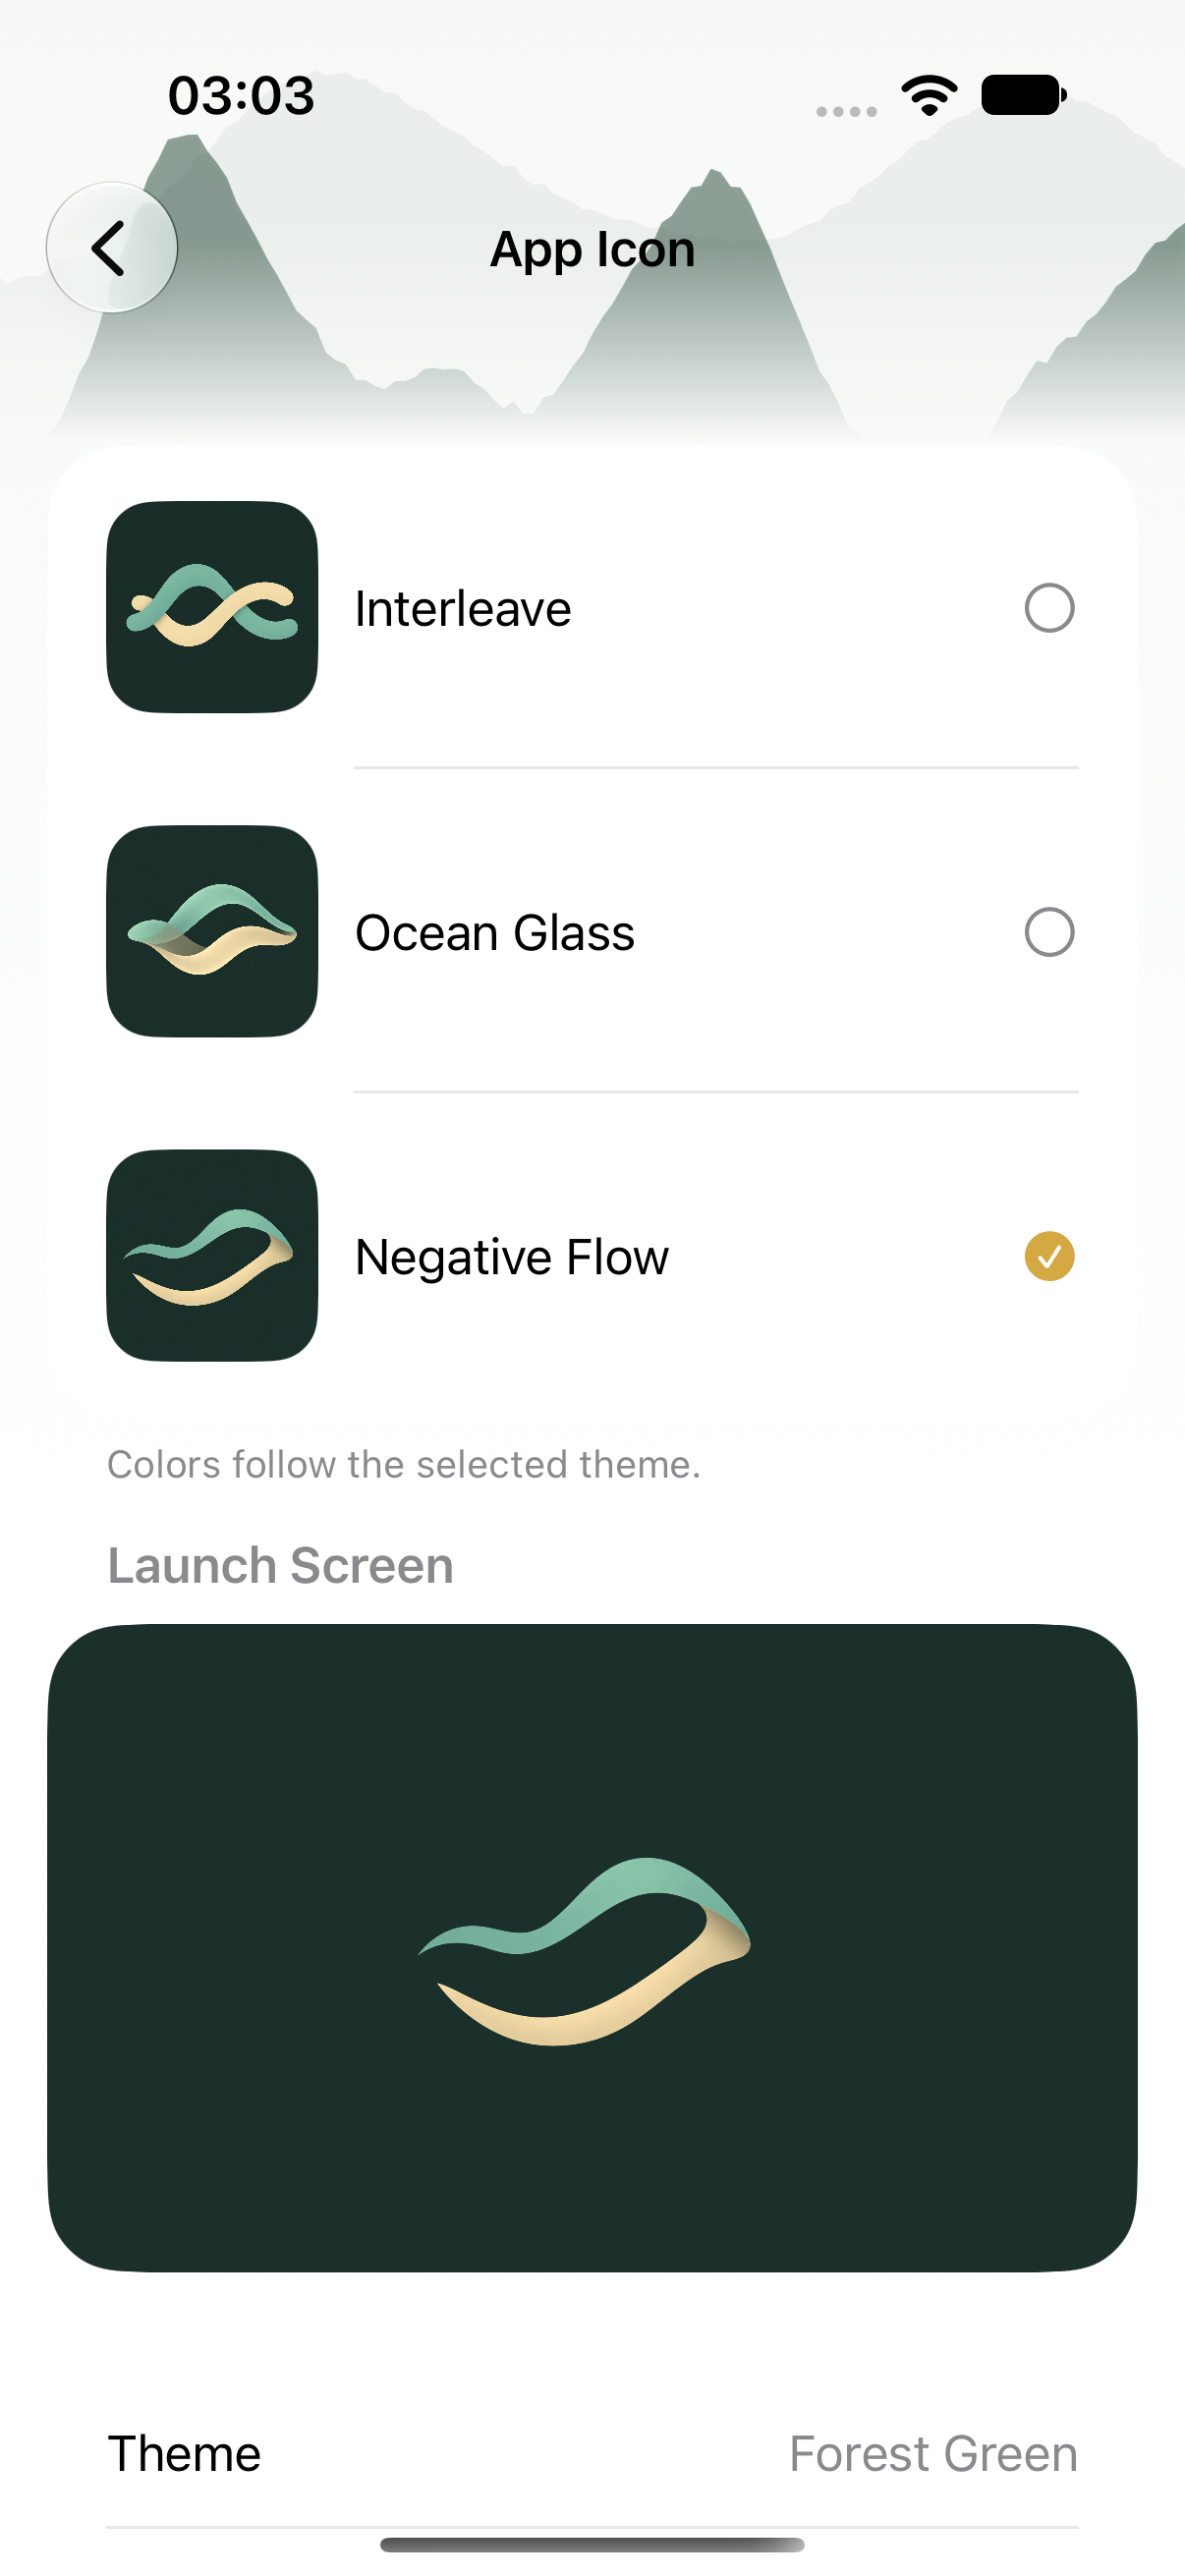 03:03
App Icon
Interleave
Ocean Glass
Negative Flow
Colors follow the selected theme.
Launch Screen
Theme
Forest Green